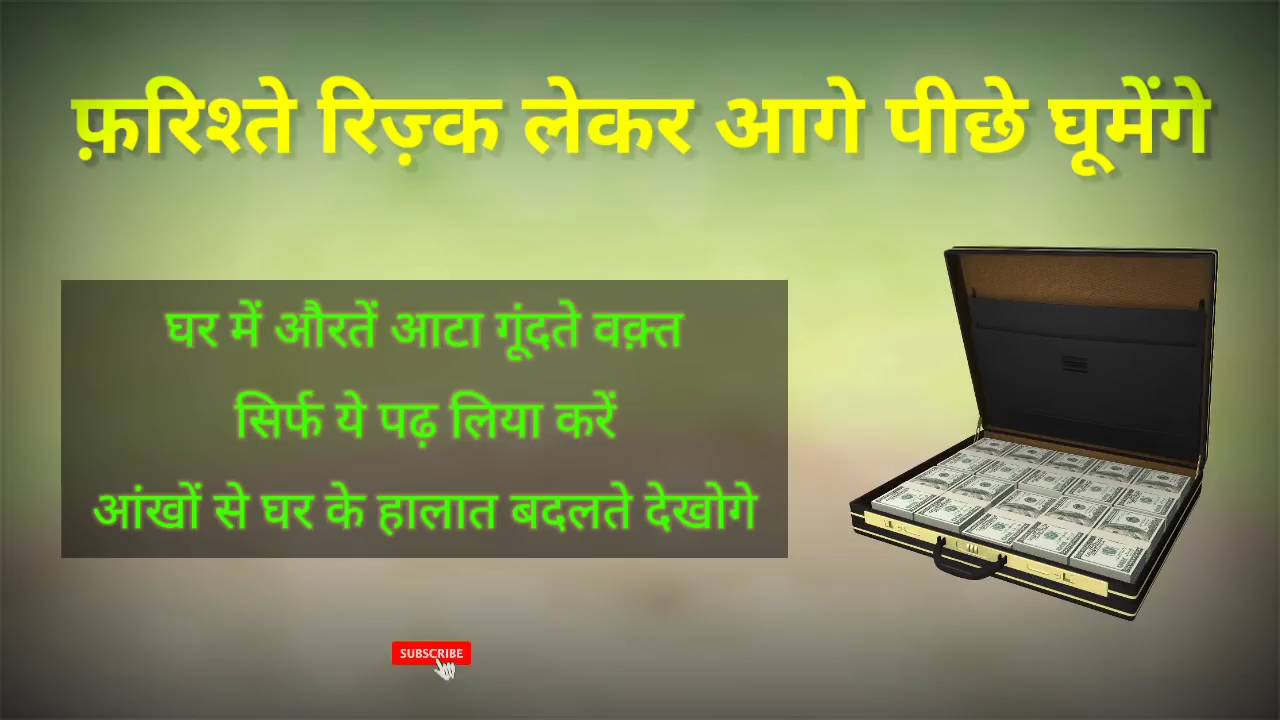 फ़रिश्ते रिज़्क लेकर आगे पीछे घूमेंगे
घर में औरतें आटा गूंदते वक़्त
सिर्फ ये पढ़ लिया करें
आंखों से घर के हालात बदलते देखोगे
SUBSCRIBE